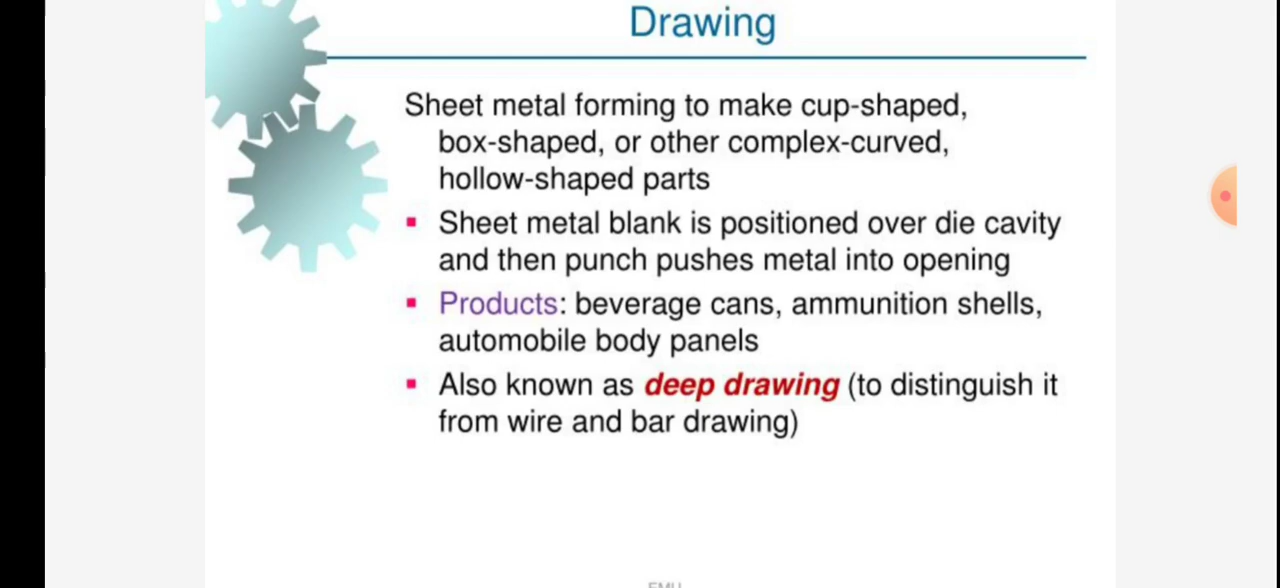 Drawing
Sheet metal forming to make cup-shaped,
box-shaped, or other complex-curved,
hollow-shaped parts
▪ Sheet metal blank is positioned over die cavity
and then punch pushes metal into opening
▪ Products: beverage cans, ammunition shells,
automobile body panels
▪ Also known as deep drawing (to distinguish it
from wire and bar drawing)